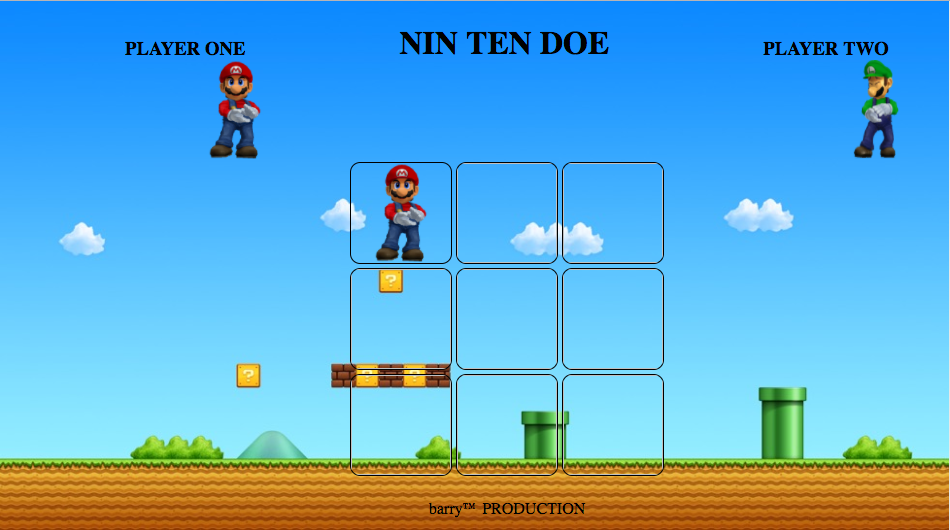 NIN TEN DOE
PLAYER ONE
PLAYER TWO
M
M
?
?
?
?
barry™ PRODUCTION